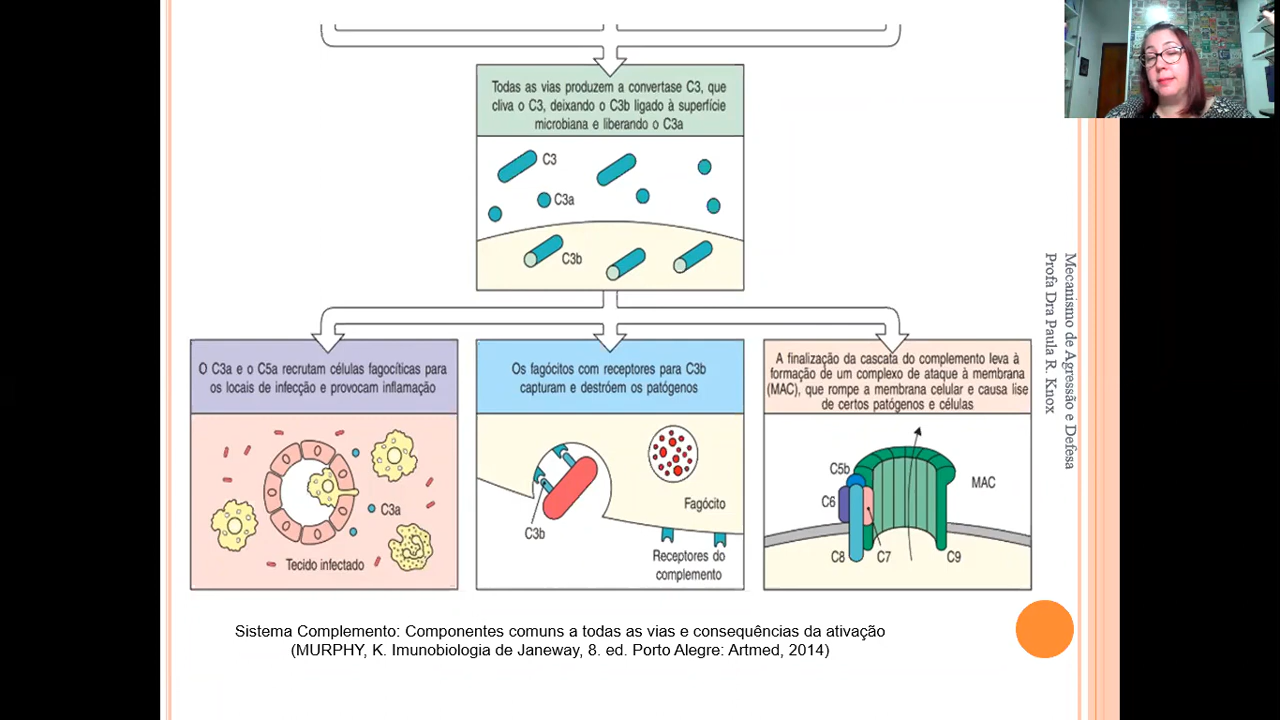 Todas as vias produzem a convertase C3, que
cliva o C3, deixando o C3b ligado à superfície
microbiana e liberando o C3a
C3
C3a
C3b
O C3a e o C5a recrutam células fagocíticas para
os locais de infecção e provocam inflamação
C3a
Tecido infectado
Os fagócitos com receptores para C3b
capturam e destróem os patógenos
Fagócito
C3b
Receptores do
complemento
A finalização da cascata do complemento leva à
formação de um complexo de ataque à membrana
(MAC), que rompe a membrana celular e causa lise
de certos patógenos e células
C5b
MAC
C6
C8
C7
C9
Mecanismo de Agressão e Defesa
Profa Dra Paula R. Knox
Sistema Complemento: Componentes comuns a todas as vias e consequências da ativação
(MURPHY, K. Imunobiologia de Janeway, 8. ed. Porto Alegre: Artmed, 2014)